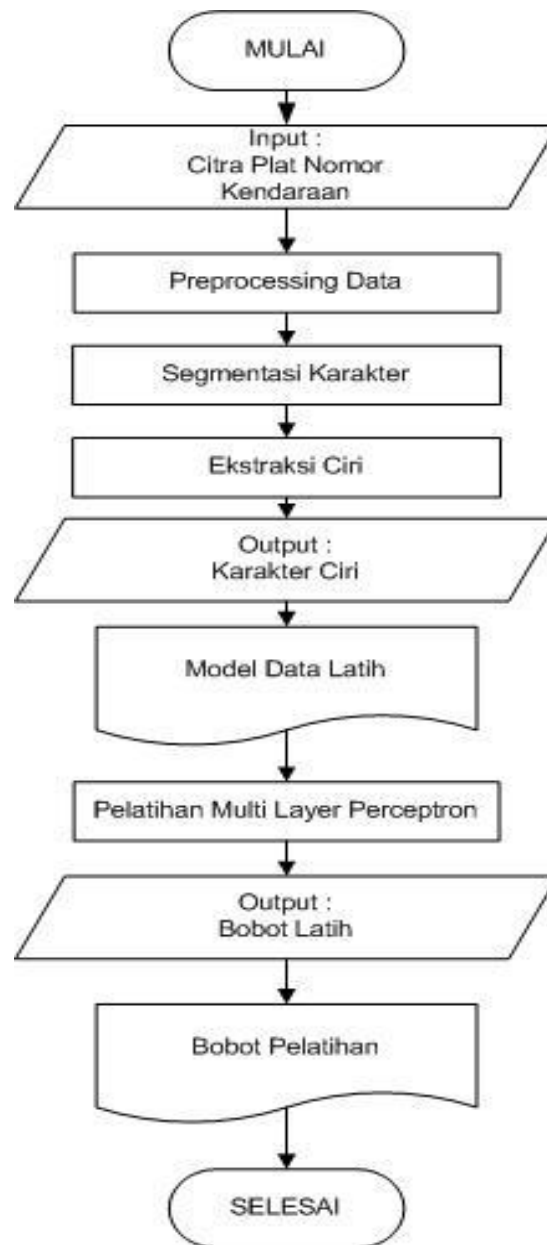 MULAI
Input :
Citra Plat Nomor
Kendaraan
Preprocessing Data
Segmentasi Karakter
Ekstraksi Ciri
Output :
Karakter Ciri
Model Data Latih
Pelatihan Multi Layer Perceptron
Output :
Bobot Latih
Bobot Pelatihan
SELESAI